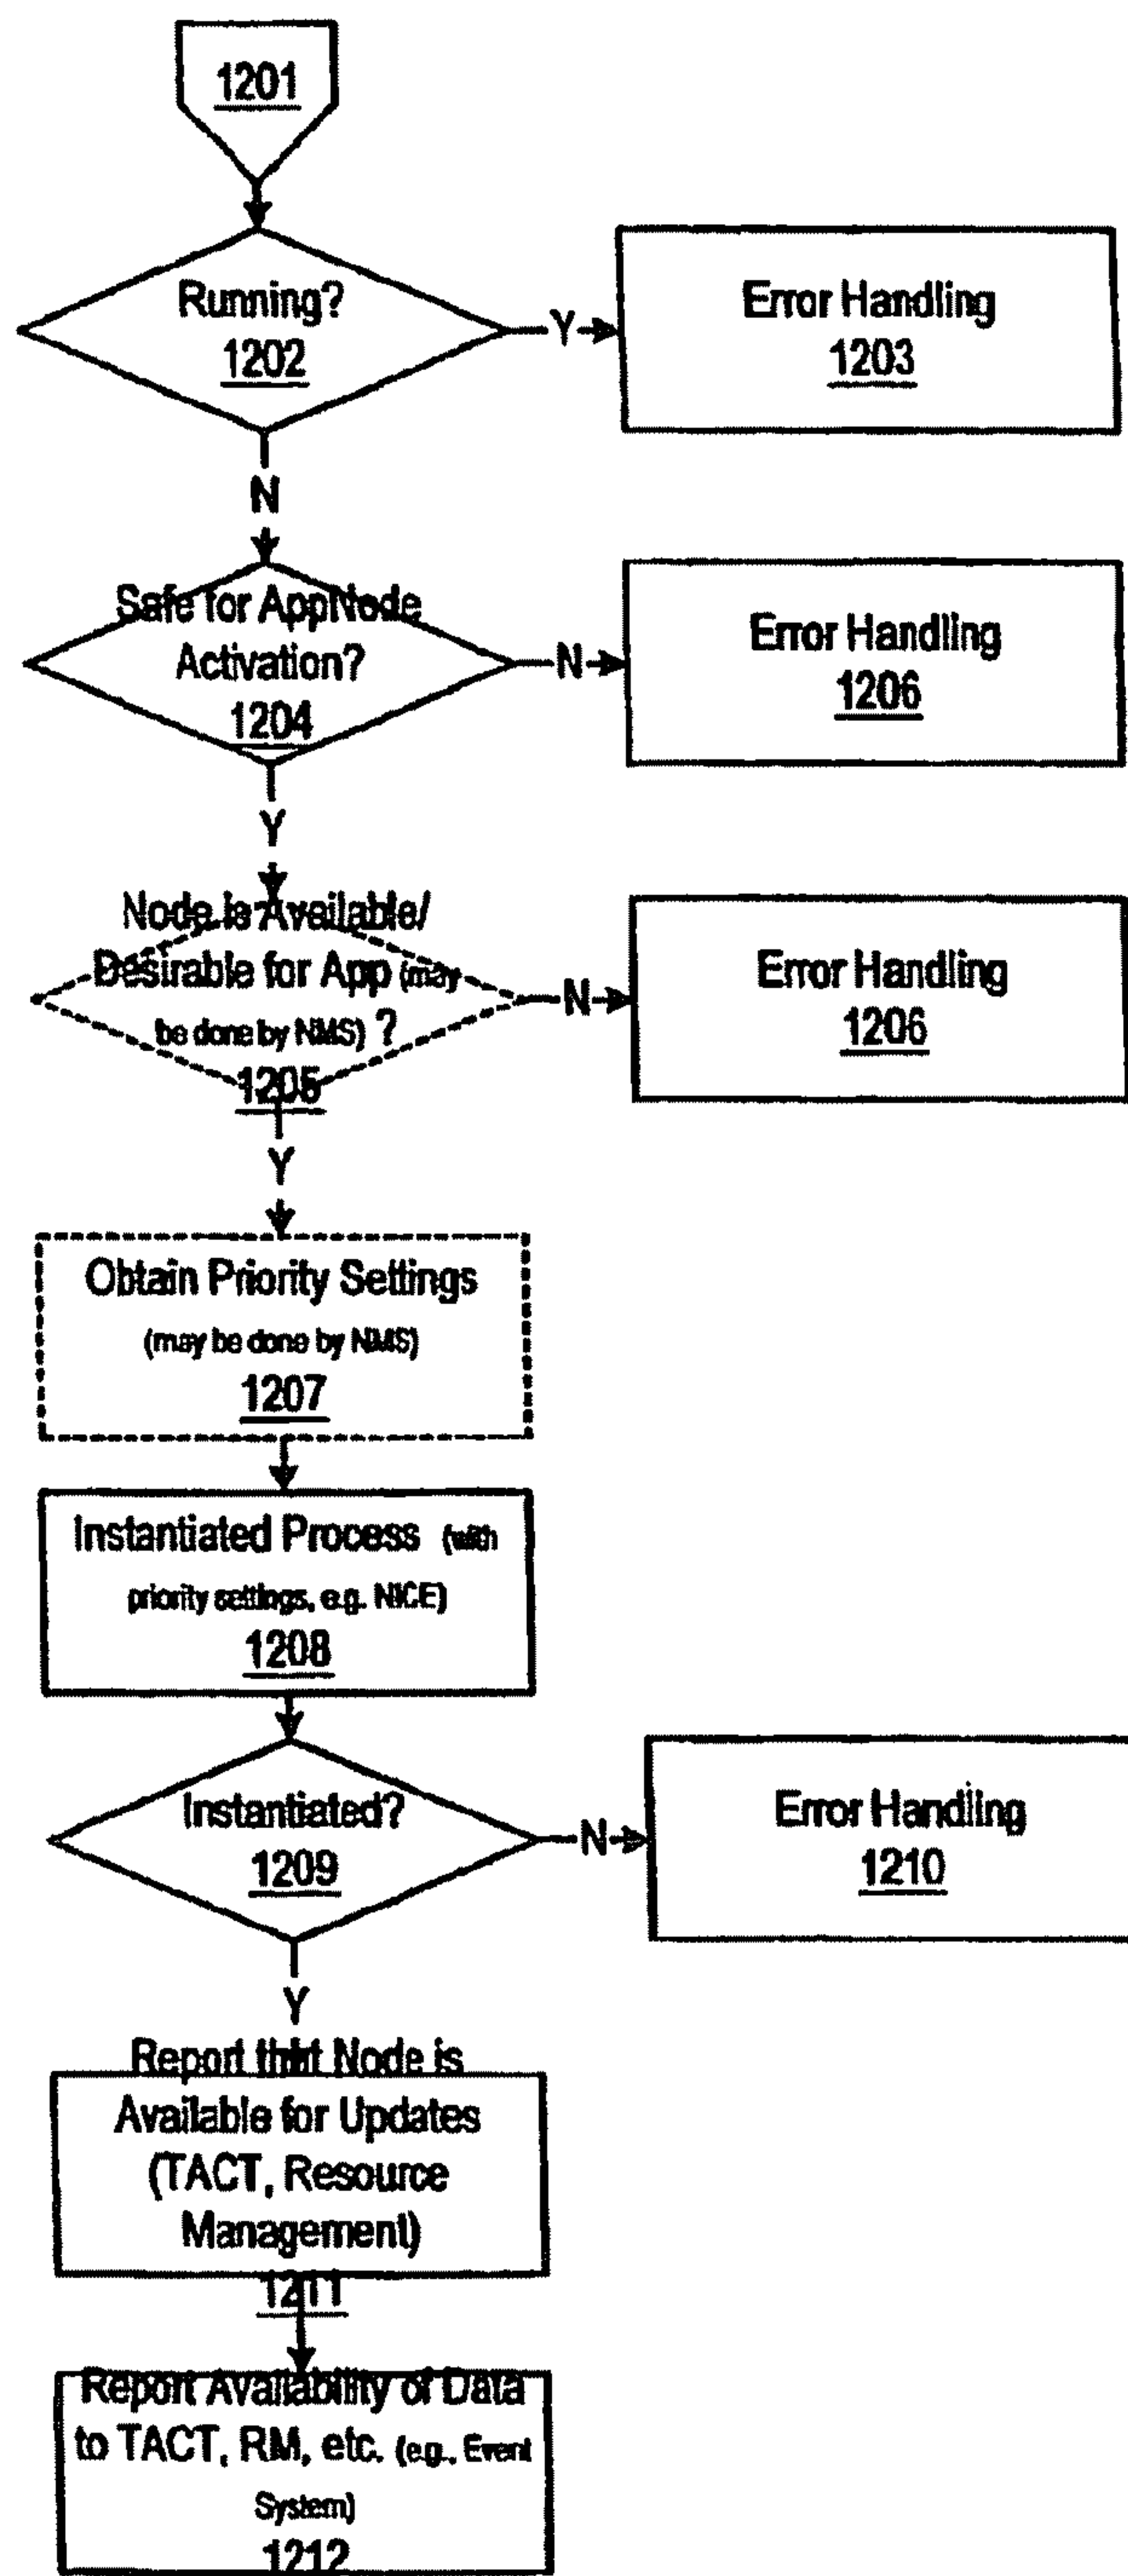 1201
Running?
1202
Y
Error Handling
1203
N
Safe for AppNode
Activation?
1204
N
Error Handling
1206
Y
Node is Available/
Desirable for App (may
be done by NMS) ?
1205
N
Error Handling
1206
Y
Obtain Priority Settings
(may be done by NMS)
1207
Instantiated Process (with
priority settings, e.g. NICE)
1208
Instantiated?
1209
N
Error Handling
1210
Y
Report that Node is
Available for Updates
(TACT, Resource
Management)
1211
Report Availability of Data
to TACT, RM, etc. (e.g., Event
System)
1212